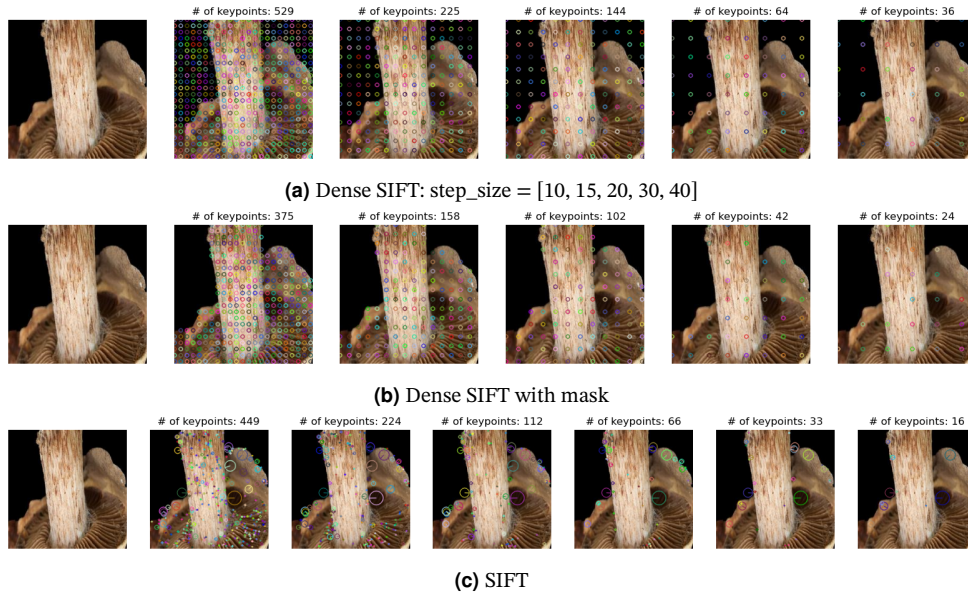 # of keypoints: 529 # of keypoints: 225 # of keypoints: 144 # of keypoints: 64 # of keypoints: 36
(a) Dense SIFT: step_size = [10, 15, 20, 30, 40]
# of keypoints: 375 # of keypoints: 158 # of keypoints: 102 # of keypoints: 42 # of keypoints: 24
(b) Dense SIFT with mask
# of keypoints: 449 # of keypoints: 224 # of keypoints: 112 # of keypoints: 66 # of keypoints: 33 # of keypoints: 16
(c) SIFT